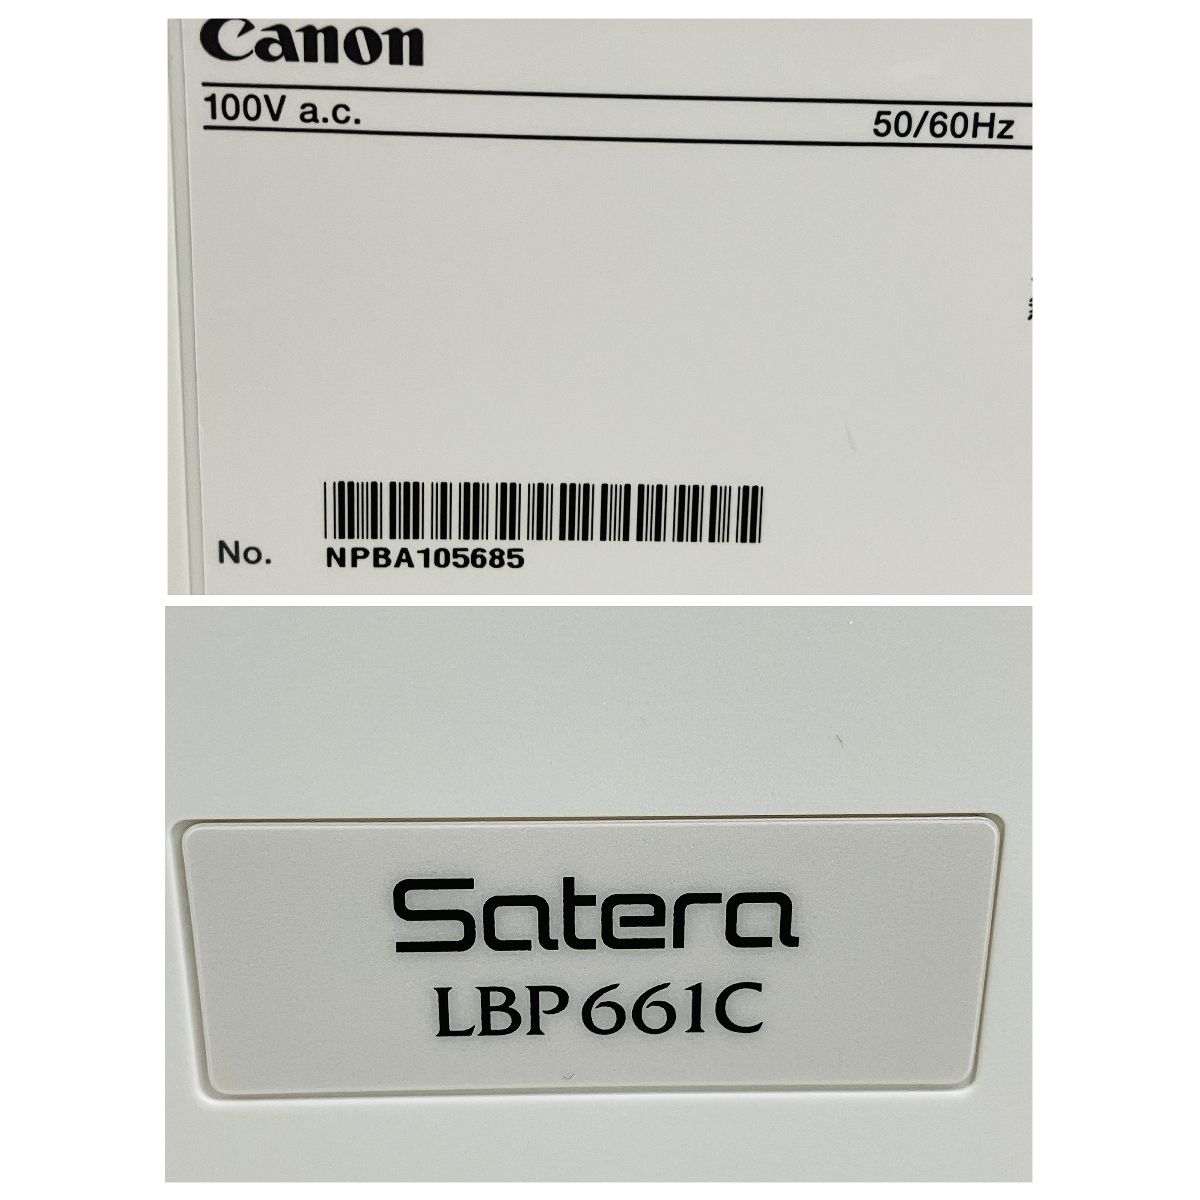 Canon
100V a.c. 50/60Hz
No. NPBA105685
Satera
LBP661C